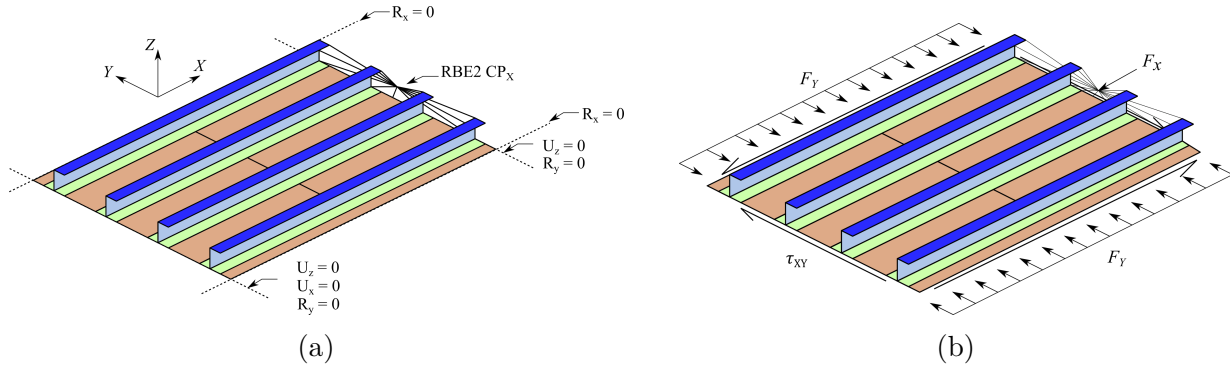 R_x = 0
Z
Y
X
RBE2 CP_X
R_x = 0
U_z = 0
R_y = 0
U_z = 0
U_x = 0
R_y = 0
(a)
F_Y
F_X
τ_XY
F_Y
(b)